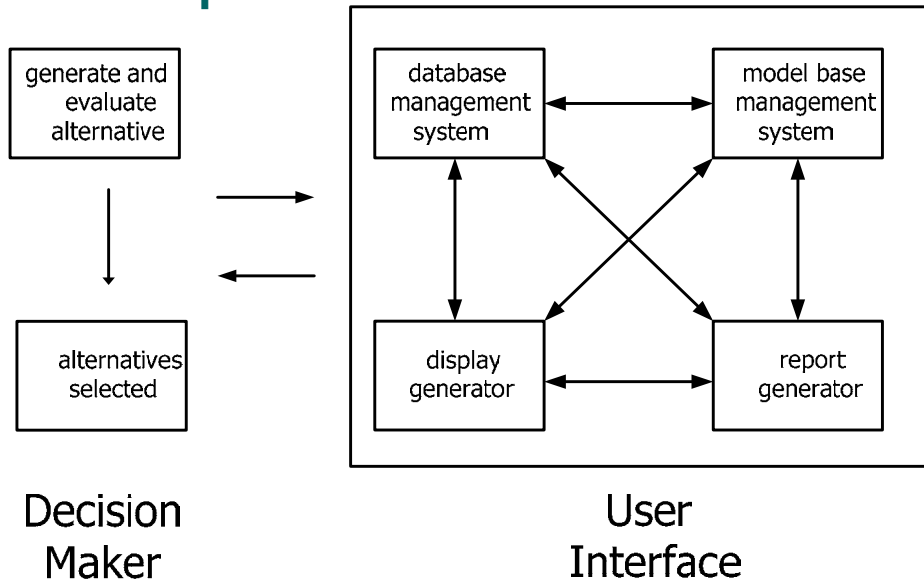 generate and
evaluate
alternative
alternatives
selected
Decision
Maker
database
management
system
model base
management
system
display
generator
report
generator
User
Interface